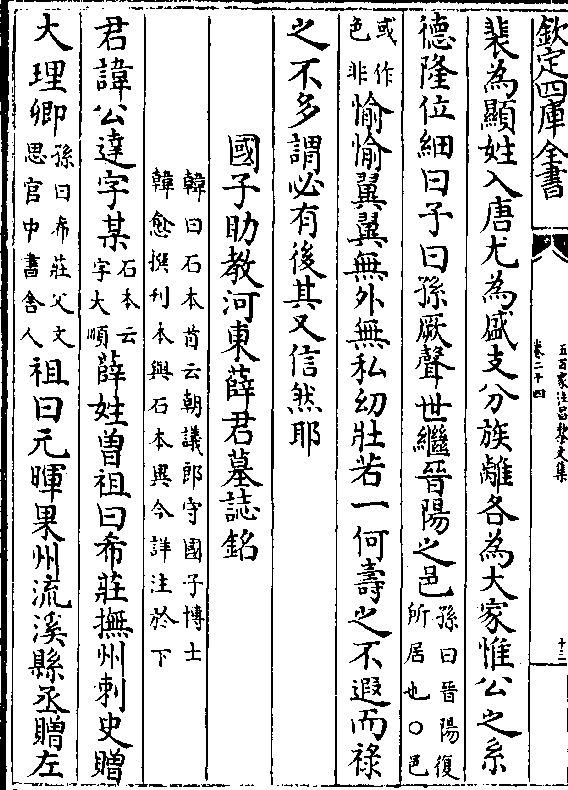 欽定四庫全書
五百家注昌黎文集
卷二十四
十三
裴為顯姓入唐尤為盛支分族離各為大家惟公之系
德隆位細曰子曰孫厥聲世繼晉陽之邑孫曰晉陽復所居也○邑
或作色非愉愉翼翼無外無私幼壯若一何壽之不遐而祿
之不多謂必有後其又信然耶
國子助教河東薛君墓誌銘
韓曰石本首云朝議郎守國子博士
韓愈撰刋本與石本異今詳注於下
君諱公達字某石本云字大順薛姓曽祖曰希莊撫州刺史贈
大理卿孫曰希莊父文思官中書舍人祖曰元暉果州流溪縣丞贈左